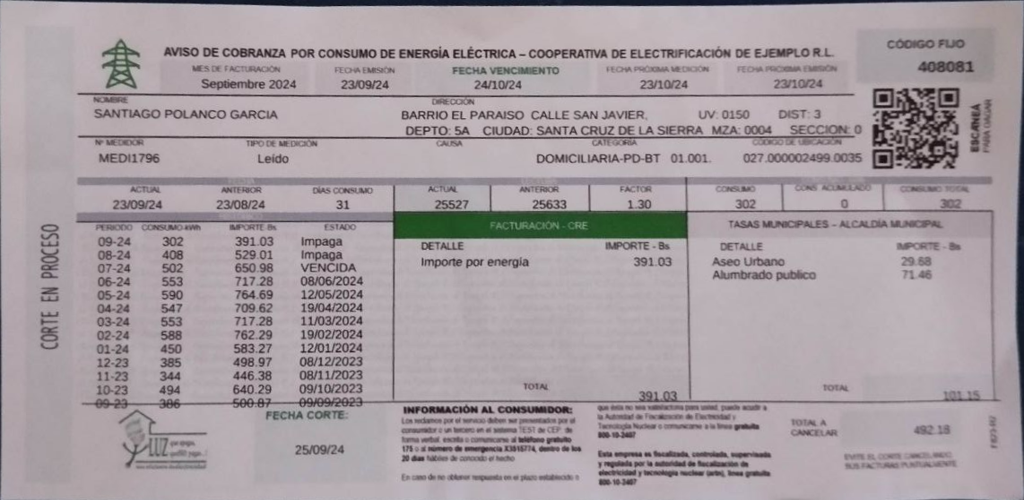 AVISO DE COBRANZA POR CONSUMO DE ENERGÍA ELÉCTRICA – COOPERATIVA DE ELECTRIFICACIÓN DE EJEMPLO R.L.
CÓDIGO FIJO
408081
MES DE FACTURACIÓN FECHA EMISIÓN FECHA VENCIMIENTO FECHA PRÓXIMA MEDICIÓN FECHA PRÓXIMA EMISIÓN
Septiembre 2024 23/09/24 24/10/24 23/10/24 23/10/24
NOMBRE DIRECCIÓN
SANTIAGO POLANCO GARCIA BARRIO EL PARAISO CALLE SAN JAVIER, UV: 0150 DIST: 3
DEPTO: 5A CIUDAD: SANTA CRUZ DE LA SIERRA MZA: 0004 SECCION: 0
ESCANEA
PARA PAGAR
Nº MEDIDOR TIPO DE MEDICIÓN CAUSA CATEGORÍA CÓDIGO DE UBICACIÓN
MEDI1796 Leído DOMICILIARIA-PD-BT 01.001. 027.000002499.0035
ACTUAL ANTERIOR DÍAS CONSUMO ACTUAL ANTERIOR FACTOR CONSUMO CONS ACUMULADO CONSUMO TOTAL
23/09/24 23/08/24 31 25527 25633 1.30 302 0 302
CORTE EN PROCESO
PERIODO CONSUMO kWh IMPORTE Bs ESTADO
09-24 302 391.03 Impaga
08-24 408 529.01 Impaga
07-24 502 650.98 VENCIDA
06-24 553 717.28 08/06/2024
05-24 590 764.69 12/05/2024
04-24 547 709.62 19/04/2024
03-24 553 717.28 11/03/2024
02-24 588 762.29 19/02/2024
01-24 450 583.27 12/01/2024
12-23 385 498.97 08/12/2023
11-23 344 446.38 08/11/2023
10-23 494 640.29 09/10/2023
09-23 386 500.87 09/09/2023
FACTURACIÓN - CRE
DETALLE IMPORTE - Bs
Importe por energía 391.03
TOTAL
391.03
TASAS MUNICIPALES – ALCALDÍA MUNICIPAL
DETALLE IMPORTE - Bs
Aseo Urbano 29.68
Alumbrado publico 71.46
TOTAL
101.15
LUZ
FECHA CORTE:
25/09/24
INFORMACIÓN AL CONSUMIDOR:
Los reclamos por el servicio deben ser presentados por el
consumidor o un tercero en el sistema TEST de CEP, de
forma verbal, escrita o comunicarse al teléfono gratuito
175 o al número de emergencia X3818774, dentro de los
20 días hábiles de conocido el hecho
En caso de no obtener respuesta en el plazo establecido o
que ésta no sea satisfactoria para usted, puede acudir a
la Autoridad de Fiscalización de Electricidad y
Tecnología Nuclear o comunicarse a la línea gratuita
800-10-2407
Esta empresa es fiscalizada, controlada, supervisada
y regulada por la autoridad de fiscalización de
electricidad y tecnología nuclear (aetn), línea gratuita
800-10-2407
TOTAL A
CANCELAR
492.18
EVITE EL CORTE CANCELANDO
SUS FACTURAS PUNTUALMENTE